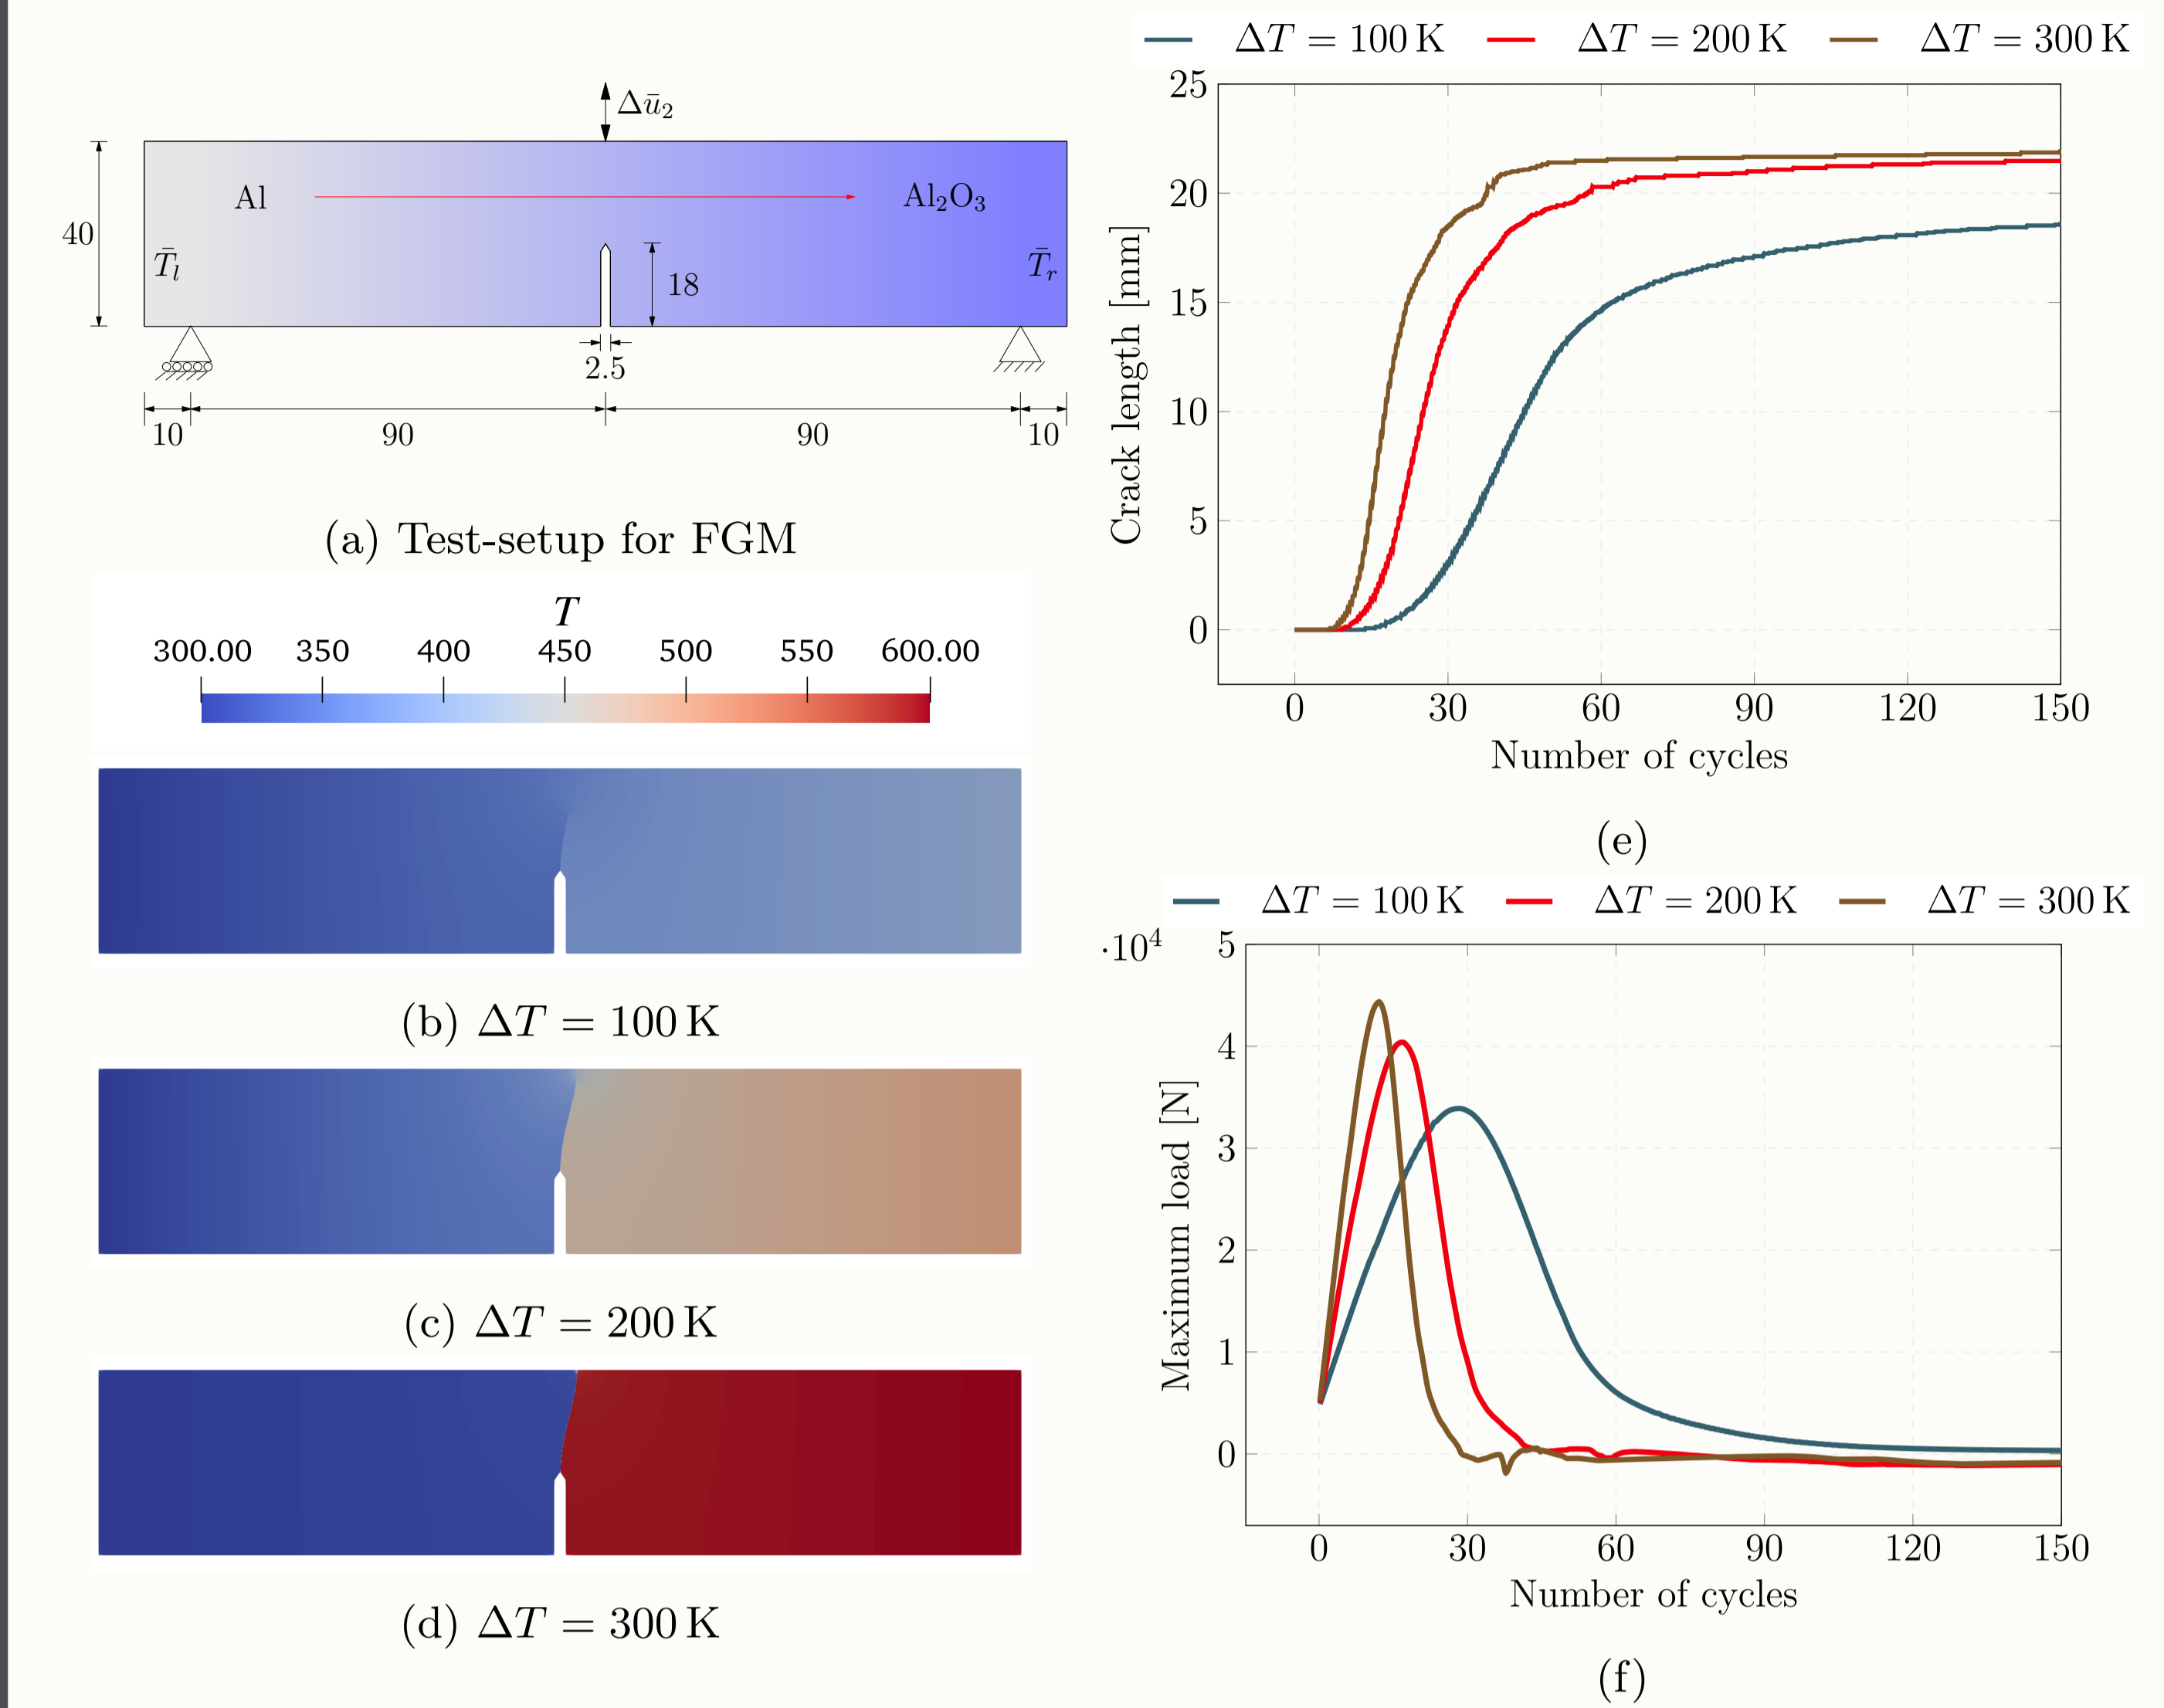 Δū₂
Al
Al₂O₃
40
T̄ₗ
T̄ᵣ
18
2.5
10
90
90
10
(a) Test-setup for FGM
T
300.00 350 400 450 500 550 600.00
(b) ΔT = 100 K
(c) ΔT = 200 K
(d) ΔT = 300 K
ΔT = 100 K ΔT = 200 K ΔT = 300 K
25
20
15
10
5
0
Crack length [mm]
0 30 60 90 120 150
Number of cycles
(e)
ΔT = 100 K ΔT = 200 K ΔT = 300 K
·10⁴
5
4
3
2
1
0
Maximum load [N]
0 30 60 90 120 150
Number of cycles
(f)